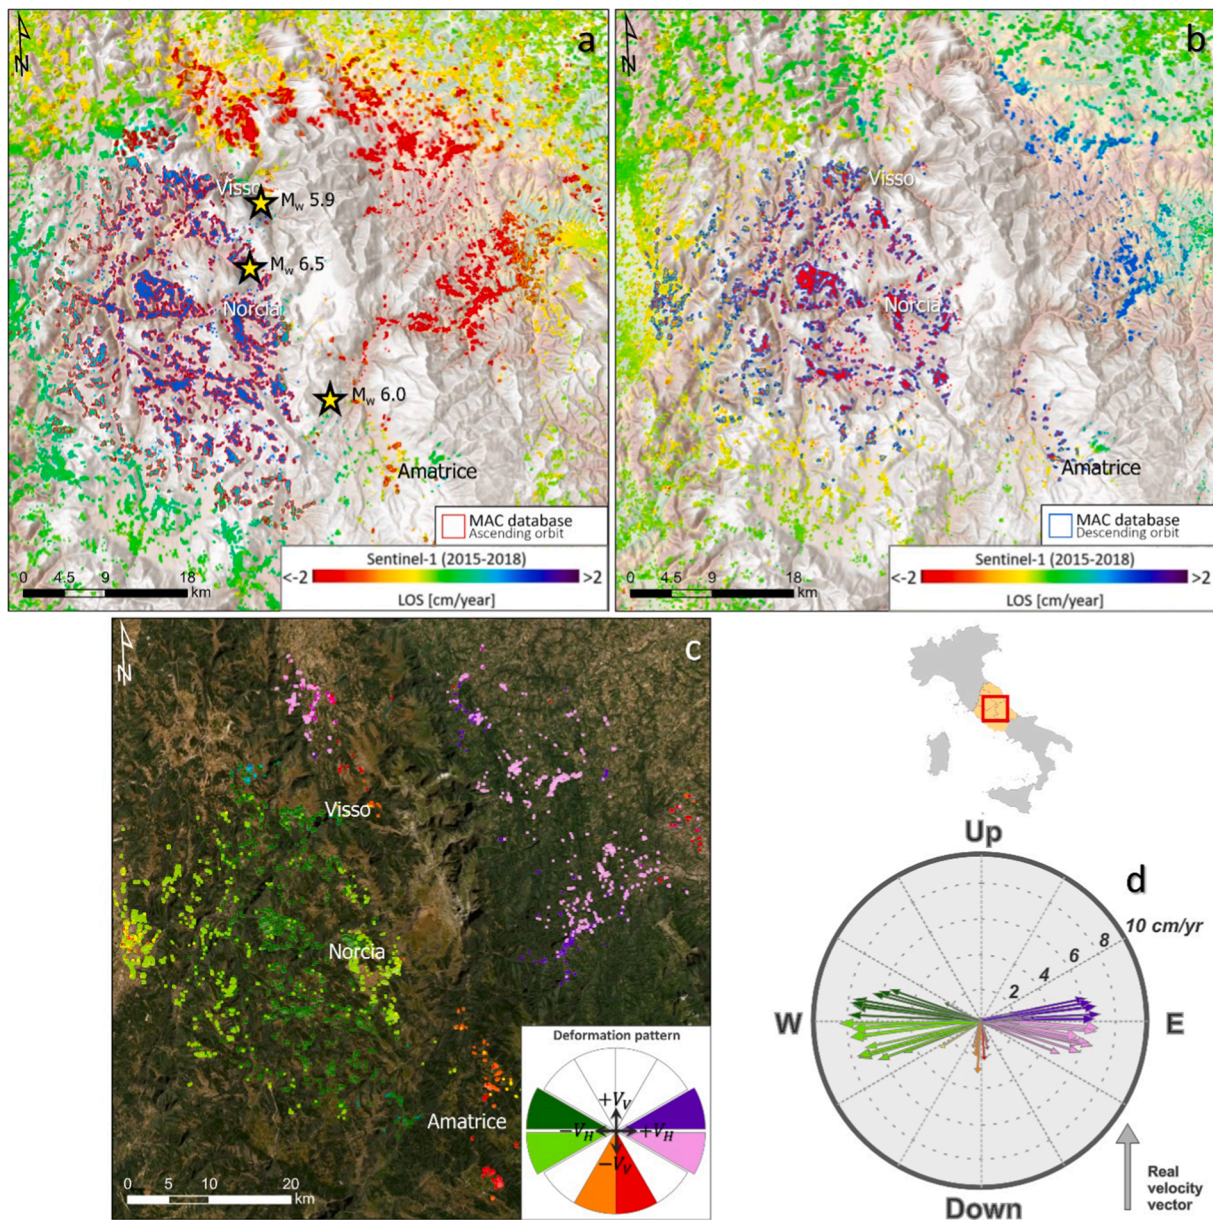 a
N
Visso
Mw 5.9
Mw 6.5
Norcia
Mw 6.0
Amatrice
MAC database
Ascending orbit
Sentinel-1 (2015-2018)
<-2
>2
LOS [cm/year]
0 4.5 9 18
km
b
N
Visso
Norcia
Amatrice
MAC database
Descending orbit
Sentinel-1 (2015-2018)
<-2
>2
LOS [cm/year]
0 4.5 9 18
km
c
N
Visso
Norcia
Amatrice
0 10 20
km
Deformation pattern
+VV
−VH
+VH
−VV
d
Up
10 cm/yr
8
6
4
2
W
E
Down
Real
velocity
vector